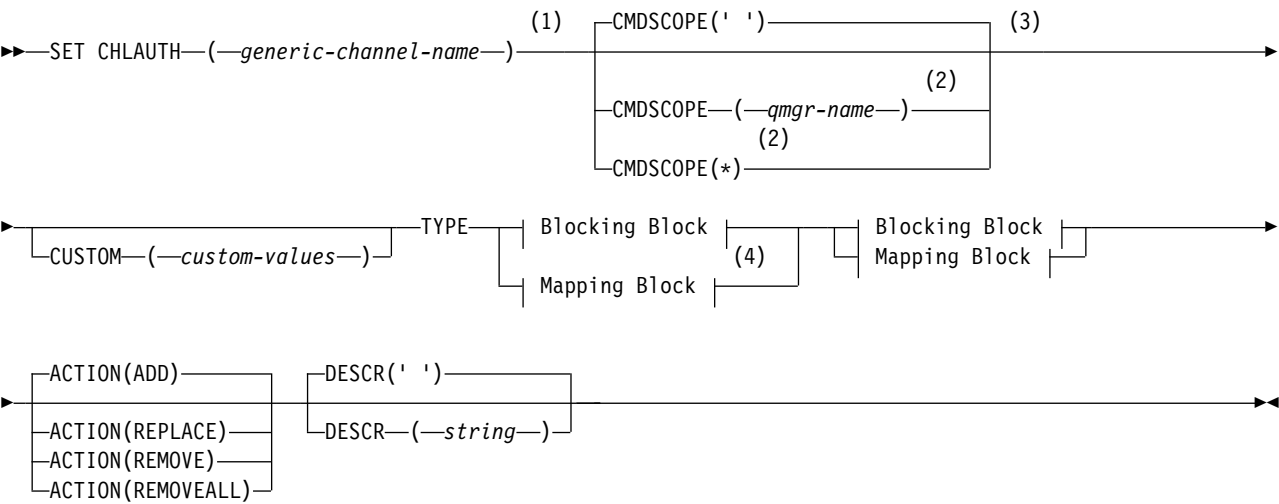 (1) CMDSCOPE(' ') (3)
SET CHLAUTH ( generic-channel-name )
(2)
CMDSCOPE ( qmgr-name )
(2)
CMDSCOPE(*)
TYPE Blocking Block Blocking Block
CUSTOM ( custom-values ) (4) Mapping Block
Mapping Block
ACTION(ADD) DESCR(' ')
ACTION(REPLACE) DESCR ( string )
ACTION(REMOVE)
ACTION(REMOVEALL)